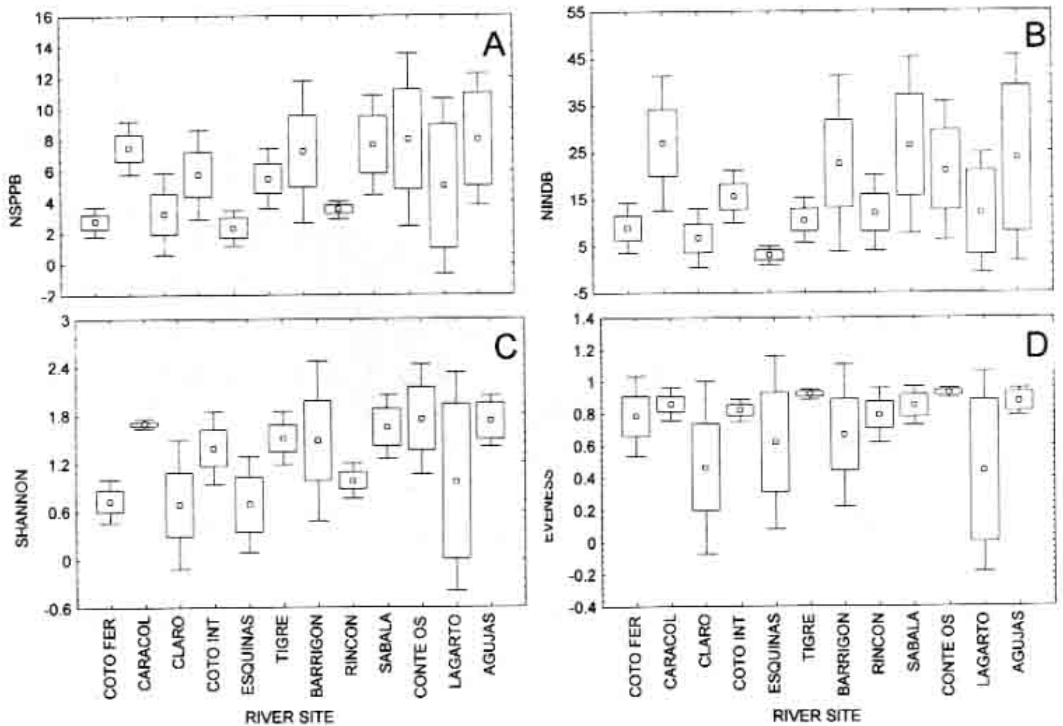 A
NSPPB
16
14
12
10
8
6
4
2
0
-2
B
NINDB
55
45
35
25
15
5
-5
C
SHANNON
3
2.4
1.8
1.2
0.6
0
-0.6
D
EVENESS
1.4
1.2
1
0.8
0.6
0.4
0.2
0
-0.2
-0.4
COTO FER
CARACOL
CLARO
COTO INT
ESQUINAS
TIGRE
BARRIGON
RINCON
SABALA
CONTE OS
LAGARTO
AGUJAS
RIVER SITE
COTO FER
CARACOL
CLARO
COTO INT
ESQUINAS
TIGRE
BARRIGON
RINCON
SABALA
CONTE OS
LAGARTO
AGUJAS
RIVER SITE